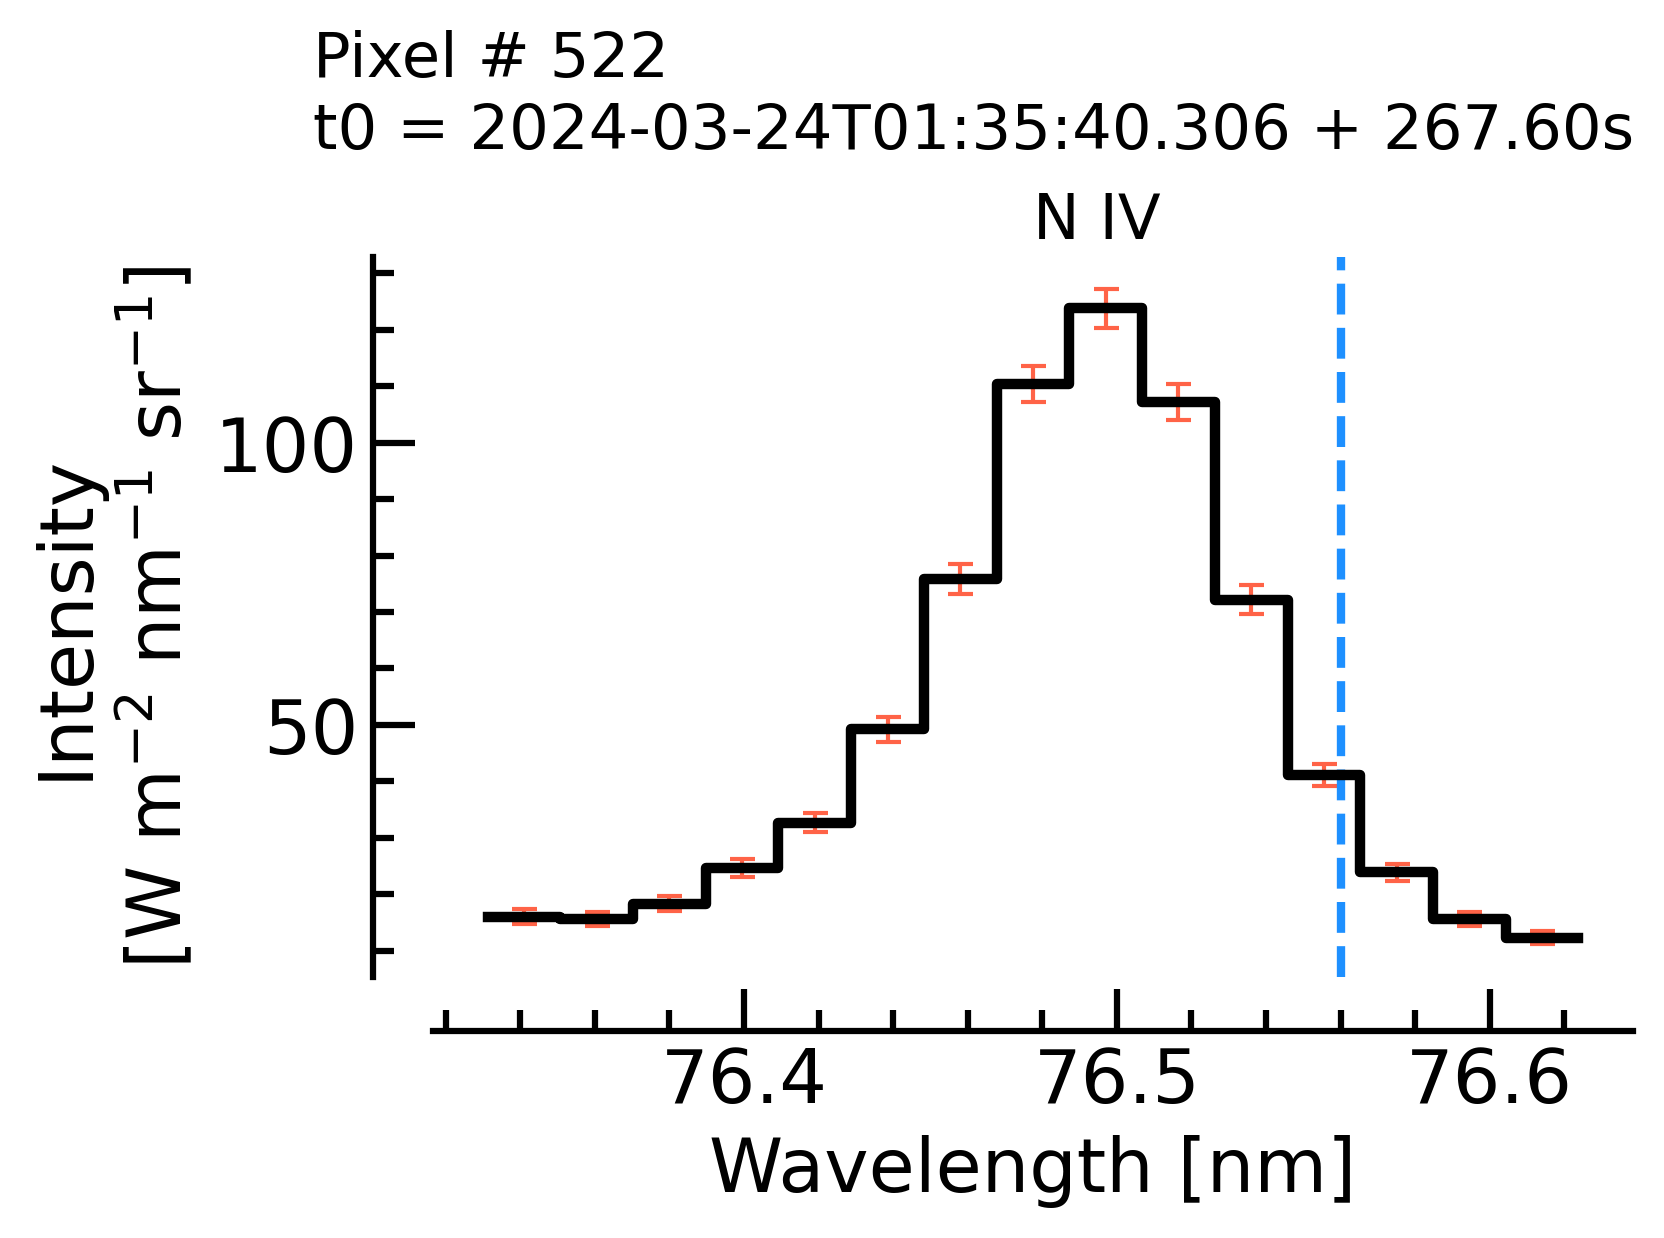 Pixel # 522
t0 = 2024-03-24T01:35:40.306 + 267.60s
N IV
Intensity
[W m⁻² nm⁻¹ sr⁻¹]
100
50
76.4 76.5 76.6
Wavelength [nm]